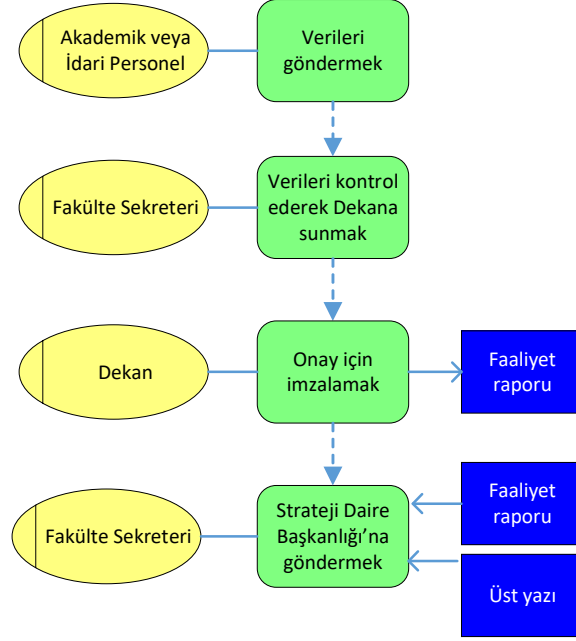 Akademik veya
İdari Personel
Verileri
göndermek
Fakülte Sekreteri
Verileri kontrol
ederek Dekana
sunmak
Dekan
Onay için
imzalamak
Faaliyet
raporu
Fakülte Sekreteri
Strateji Daire
Başkanlığı’na
göndermek
Faaliyet
raporu
Üst yazı